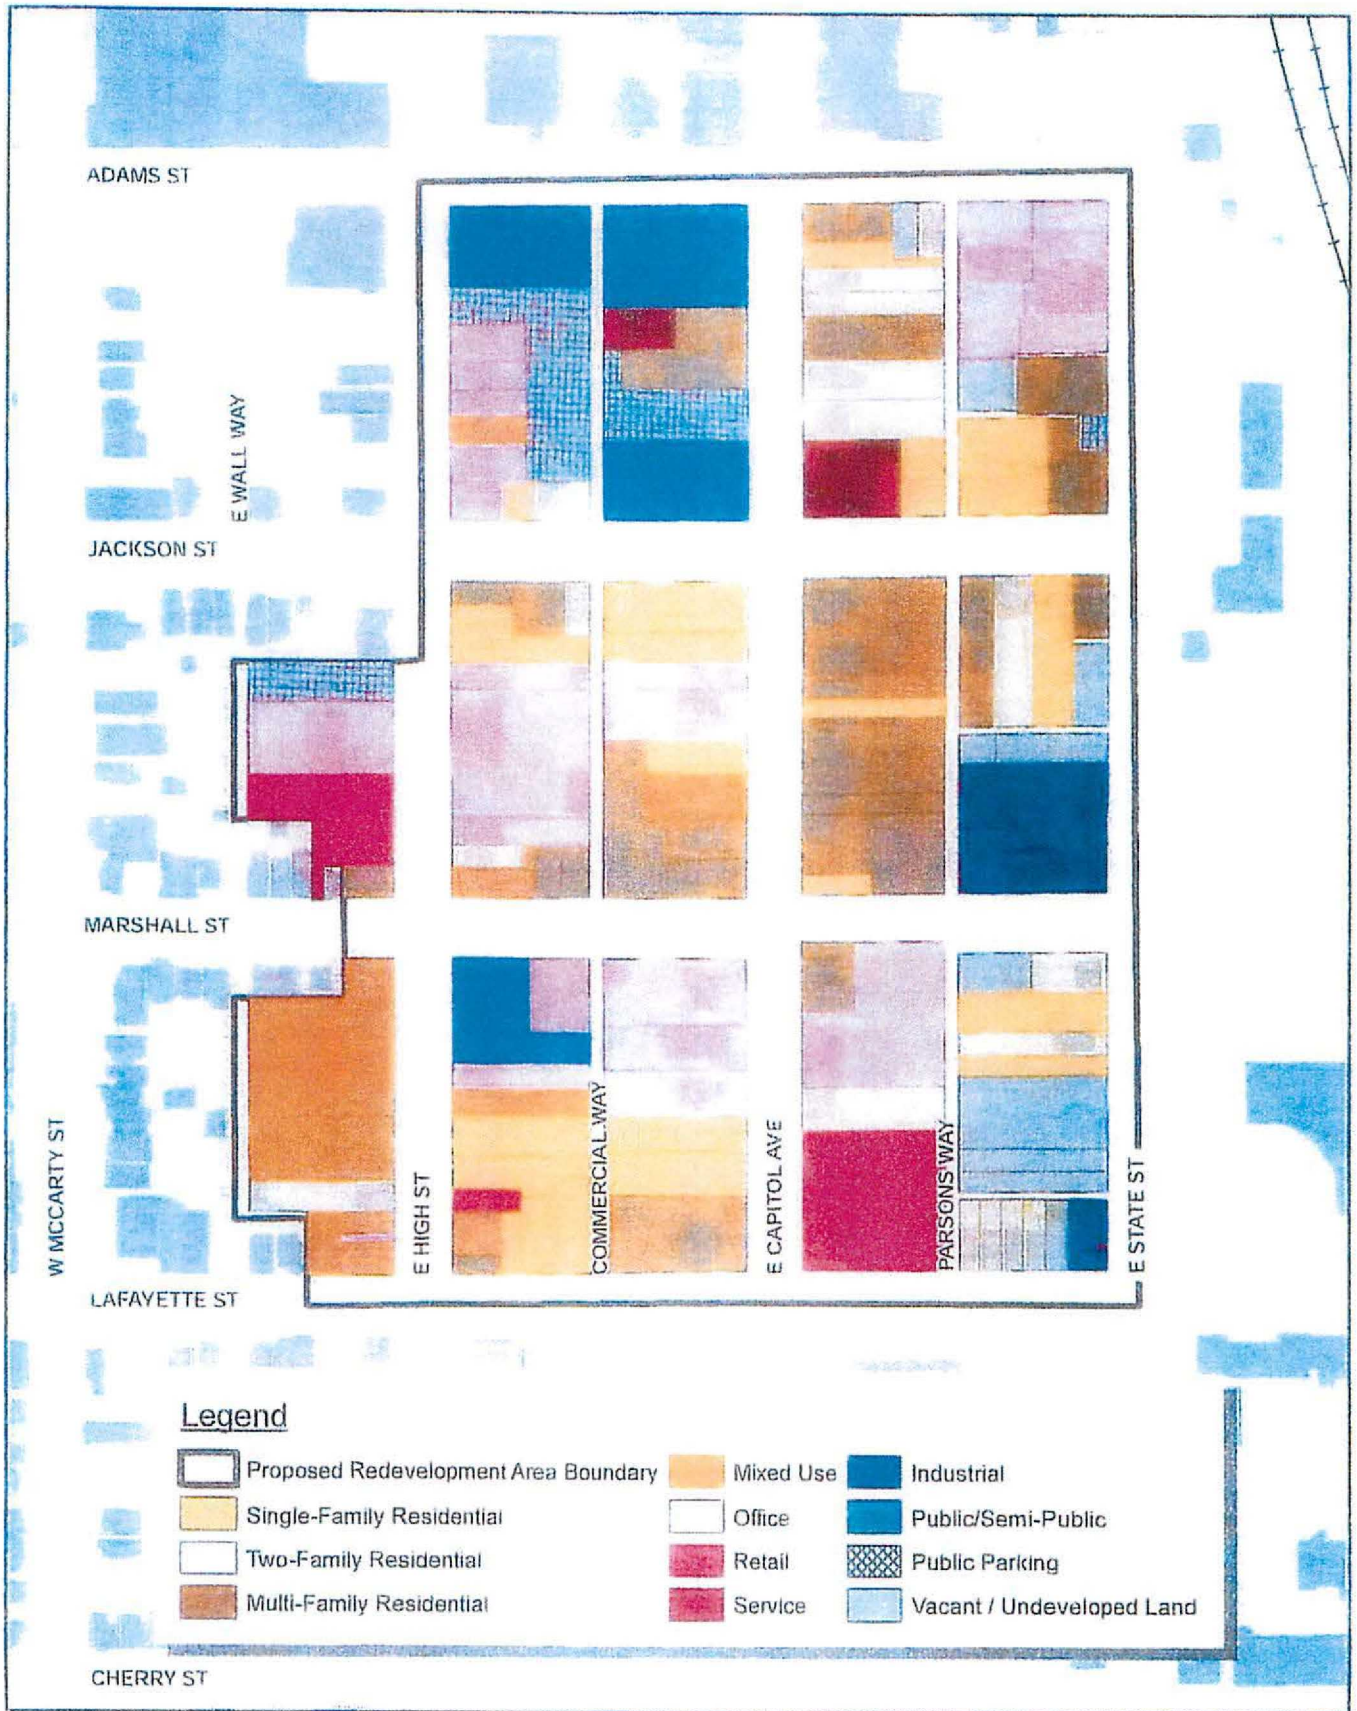 ADAMS ST
E WALL WAY
JACKSON ST
MARSHALL ST
W MCCARTY ST
E HIGH ST
COMMERCIAL WAY
E CAPITOL AVE
PARSONS WAY
E STATE ST
LAFAYETTE ST
Legend
Proposed Redevelopment Area Boundary
Single-Family Residential
Two-Family Residential
Multi-Family Residential
Mixed Use
Office
Retail
Service
Industrial
Public/Semi-Public
Public Parking
Vacant / Undeveloped Land
CHERRY ST